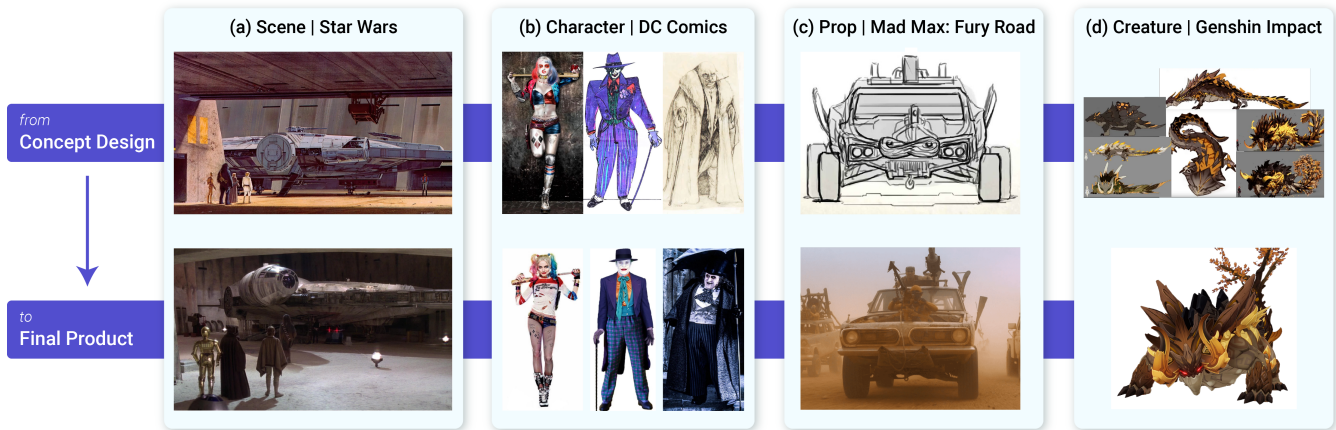 (a) Scene | Star Wars
(b) Character | DC Comics
(c) Prop | Mad Max: Fury Road
(d) Creature | Genshin Impact
from
Concept Design
to
Final Product